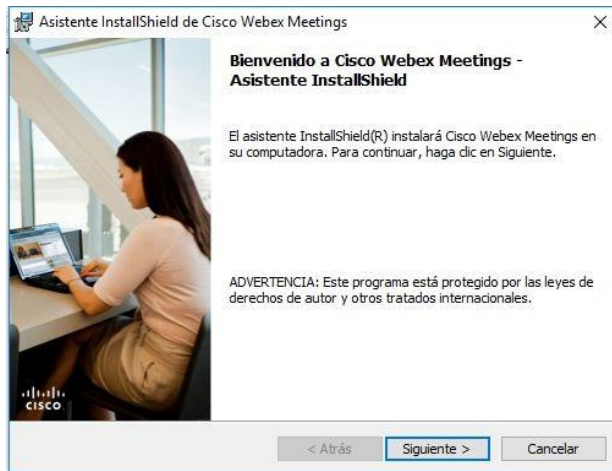 Asistente InstallShield de Cisco Webex Meetings
Bienvenido a Cisco Webex Meetings -
Asistente InstallShield
El asistente InstallShield(R) instalará Cisco Webex Meetings en
su computadora. Para continuar, haga clic en Siguiente.
ADVERTENCIA: Este programa está protegido por las leyes de
derechos de autor y otros tratados internacionales.
CISCO
< Atrás
Siguiente >
Cancelar